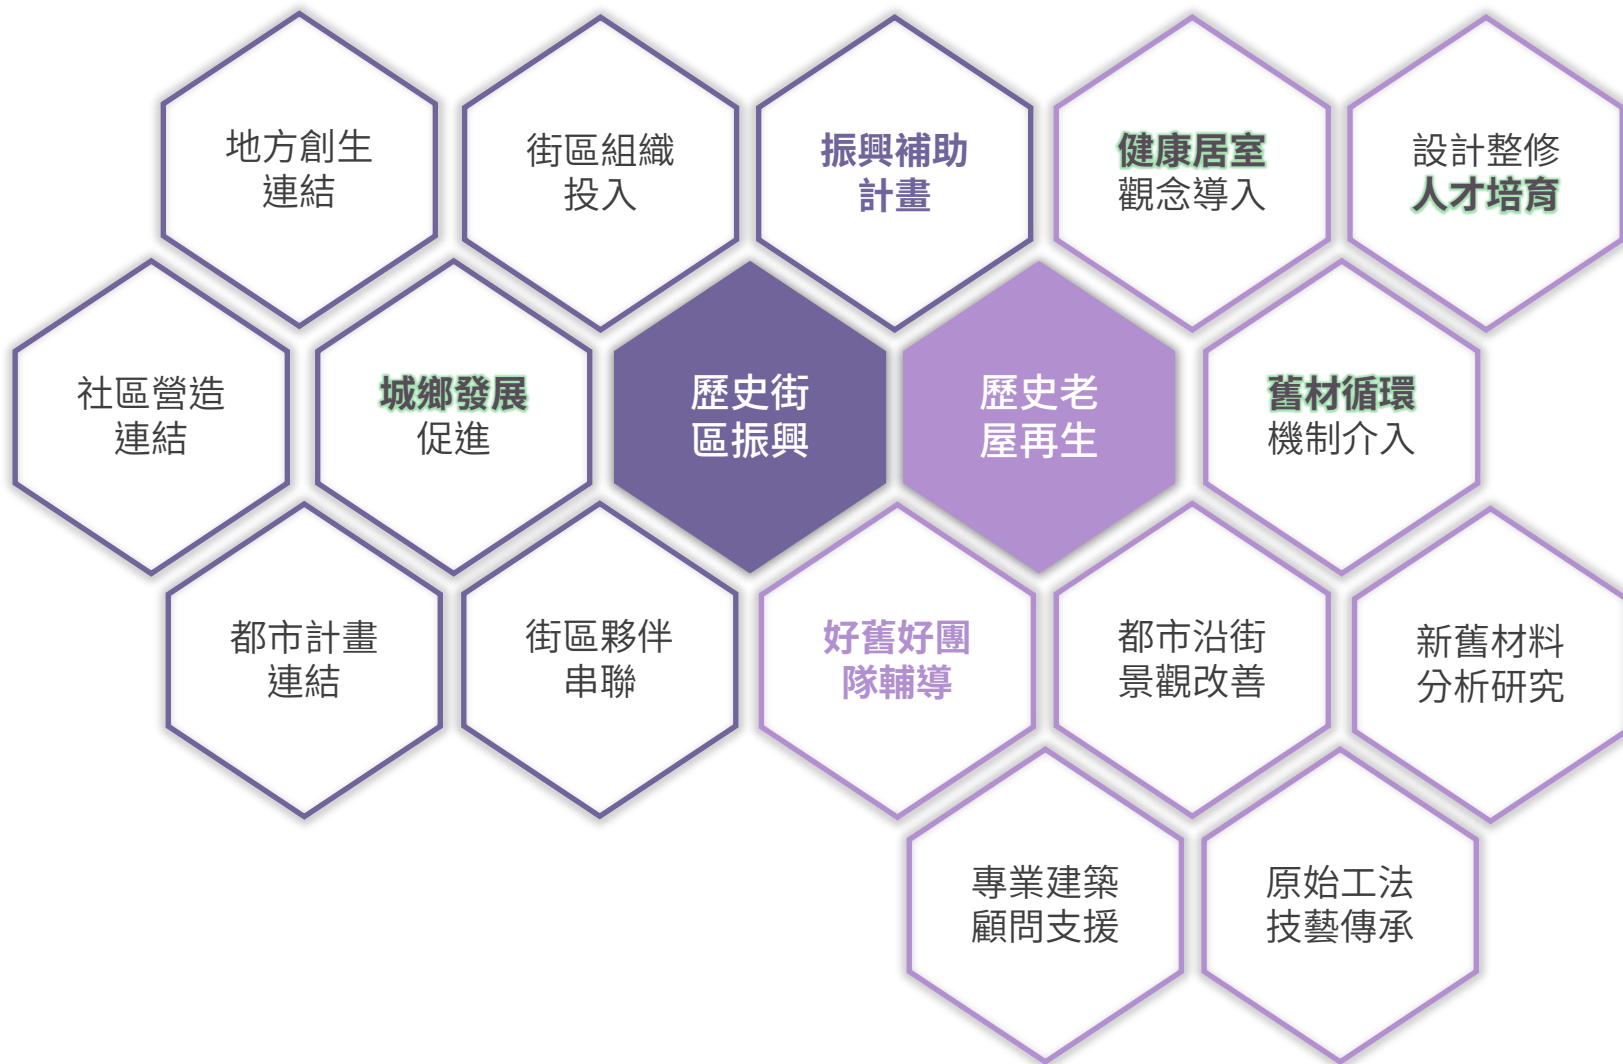 地方創生
連結
街區組織
投入
振興補助
計畫
健康居室
觀念導入
設計整修
人才培育
社區營造
連結
城鄉發展
促進
歷史街
區振興
歷史老
屋再生
舊材循環
機制介入
都市計畫
連結
街區夥伴
串聯
好舊好團
隊輔導
都市沿街
景觀改善
新舊材料
分析研究
專業建築
顧問支援
原始工法
技藝傳承